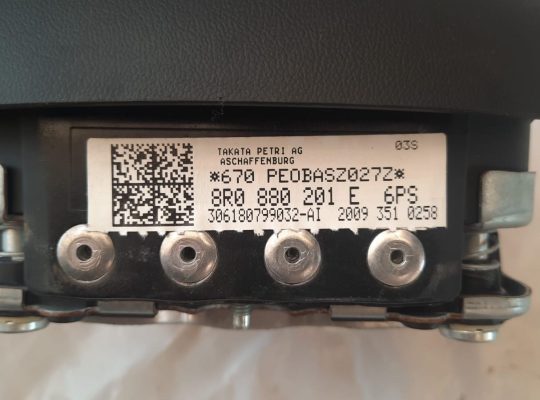 TAKATA PETRI AG
03S
ASCHAFFENBURG
*670 PEOBASZ027Z*
8R0 880 201 E 6PS
306180799032-AI 2009 351 0258